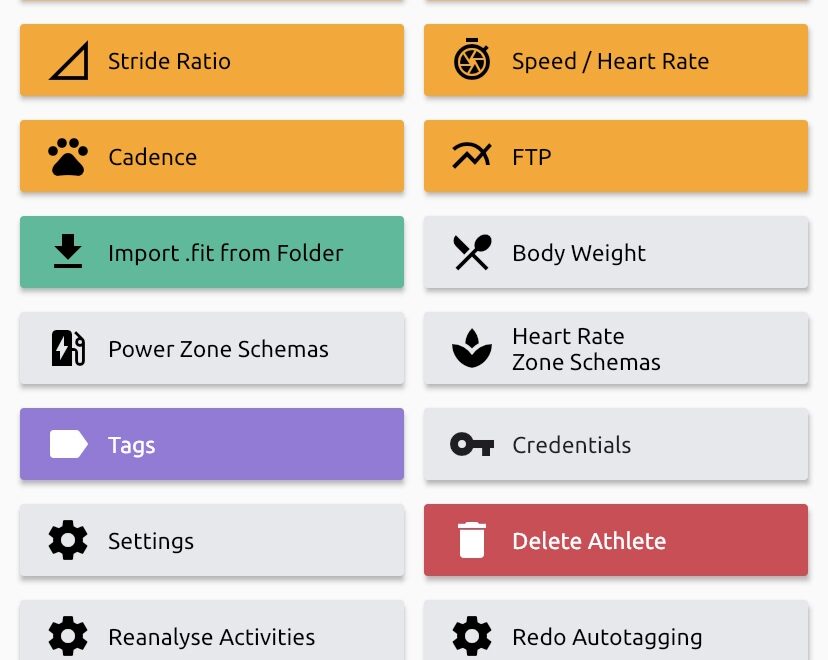 Stride Ratio
Speed / Heart Rate
Cadence
FTP
Import .fit from Folder
Body Weight
Power Zone Schemas
Heart Rate
Zone Schemas
Tags
Credentials
Settings
Delete Athlete
Reanalyse Activities
Redo Autotagging